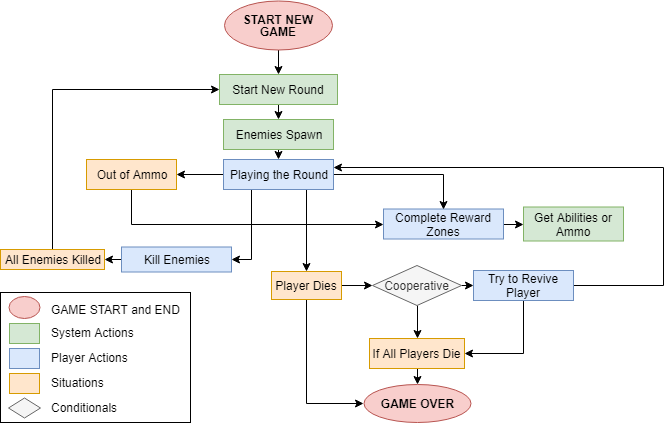 START NEW
GAME
Start New Round
Enemies Spawn
Out of Ammo
Playing the Round
Complete Reward
Zones
Get Abilities or
Ammo
All Enemies Killed
Kill Enemies
Player Dies
Cooperative
Try to Revive
Player
If All Players Die
GAME OVER
GAME START and END
System Actions
Player Actions
Situations
Conditionals